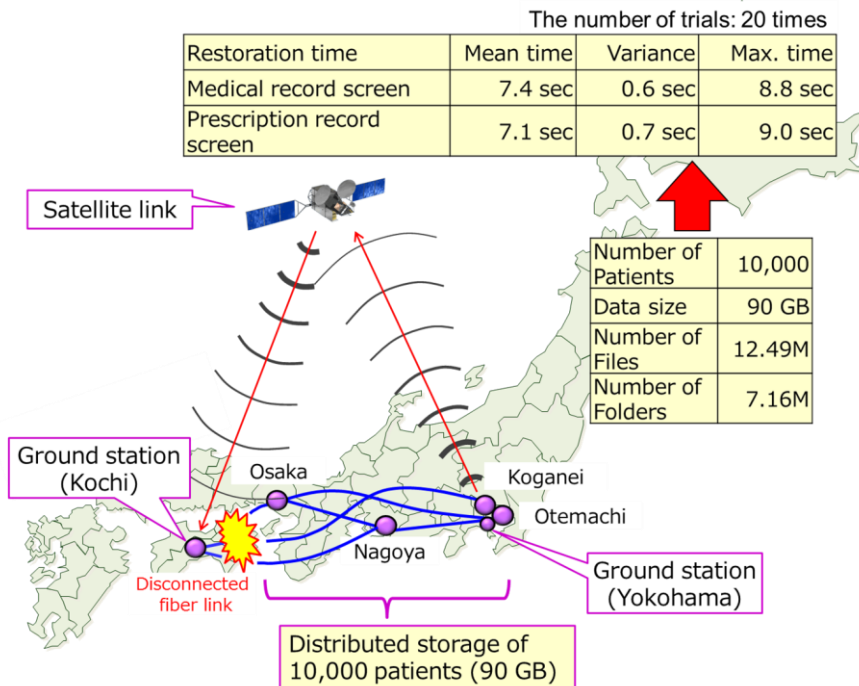 The number of trials: 20 times
Restoration time Mean time Variance Max. time
Medical record screen 7.4 sec 0.6 sec 8.8 sec
Prescription record
screen 7.1 sec 0.7 sec 9.0 sec
Satellite link
Number of
Patients 10,000
Data size 90 GB
Number of
Files 12.49M
Number of
Folders 7.16M
Ground station
(Kochi)
Osaka
Koganei
Otemachi
Nagoya
Disconnected
fiber link
Ground station
(Yokohama)
Distributed storage of
10,000 patients (90 GB)